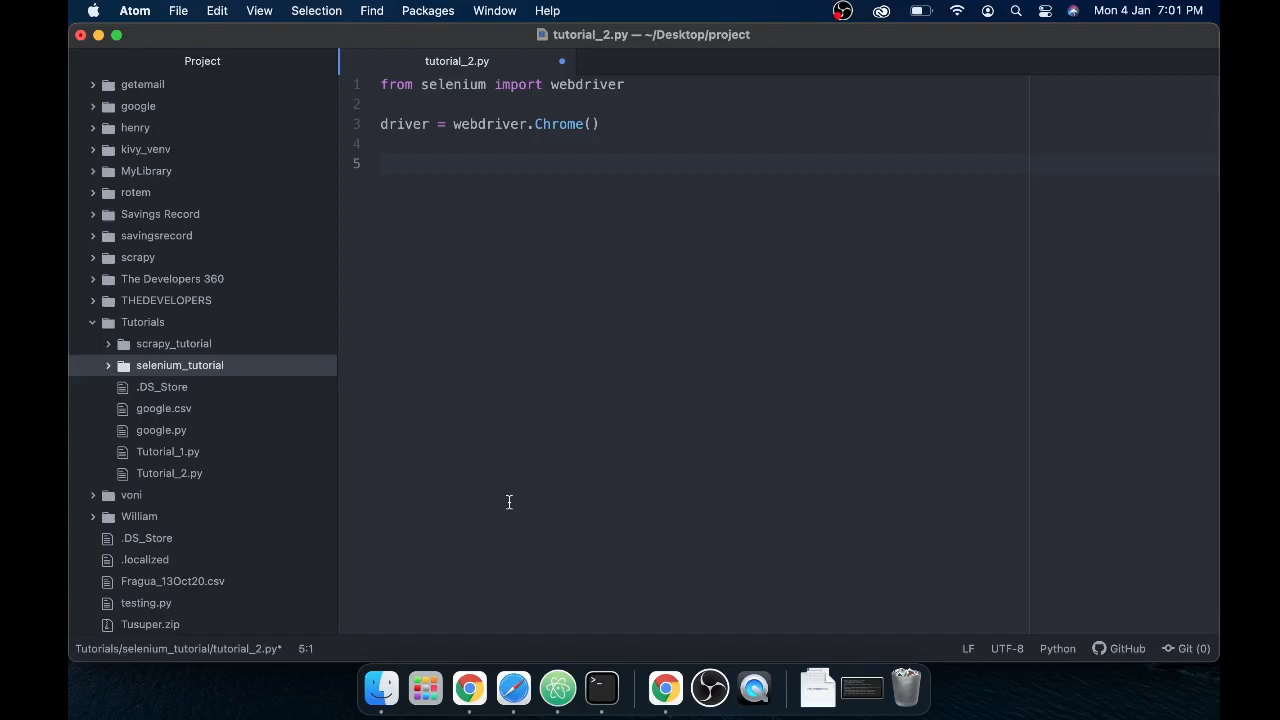 Atom File Edit View Selection Find Packages Window Help Mon 4 Jan 7:01 PM
tutorial_2.py — ~/Desktop/project
Project
getemail
google
henry
kivy_venv
MyLibrary
rotem
Savings Record
savingsrecord
scrapy
The Developers 360
THEDEVELOPERS
Tutorials
scrapy_tutorial
selenium_tutorial
.DS_Store
google.csv
google.py
Tutorial_1.py
Tutorial_2.py
voni
William
.DS_Store
.localized
Fragua_13Oct20.csv
testing.py
Tusuper.zip
tutorial_2.py
1 from selenium import webdriver
2
3 driver = webdriver.Chrome()
4
5
Tutorials/selenium_tutorial/tutorial_2.py* 5:1 LF UTF-8 Python GitHub Git (0)